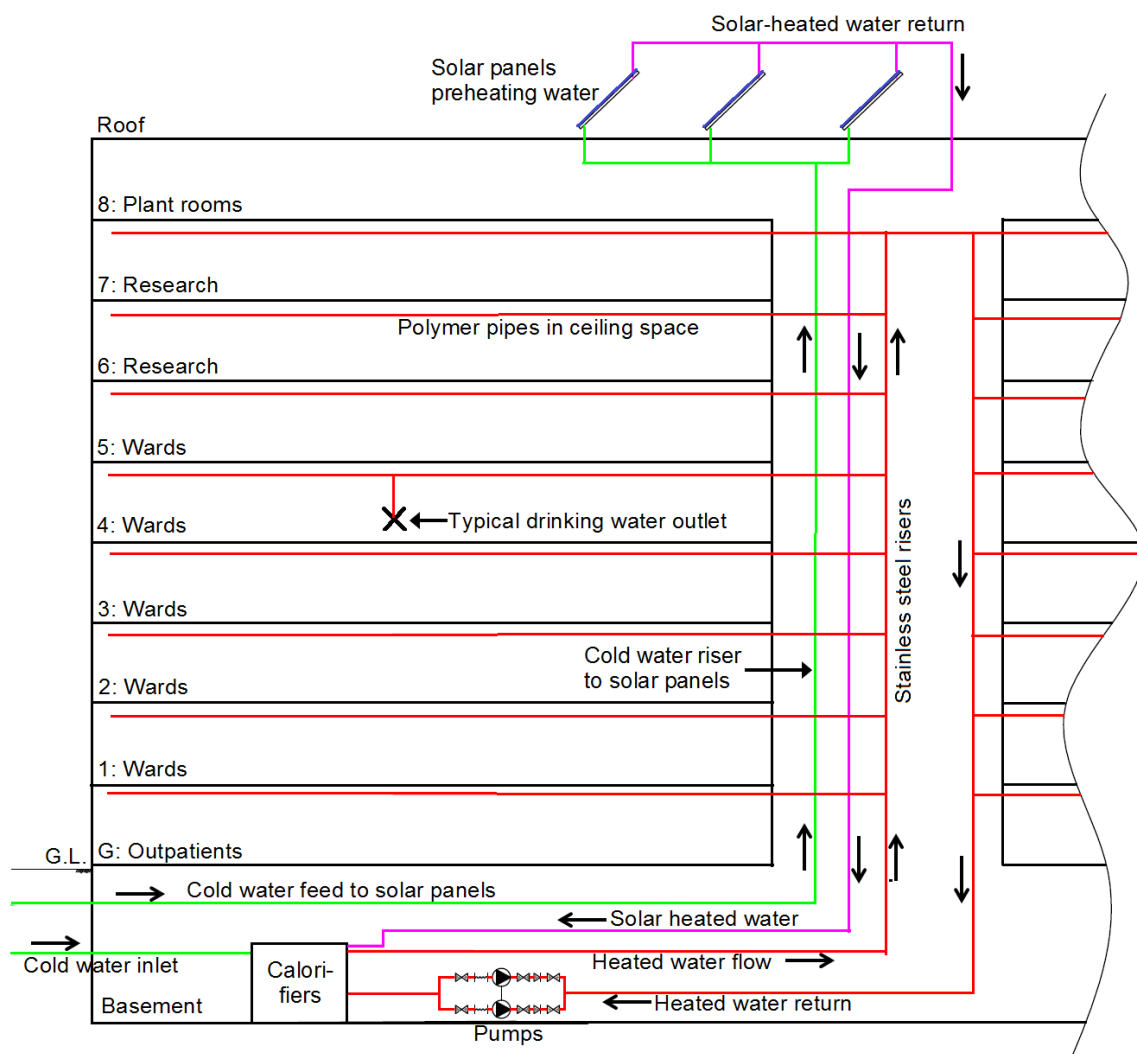 Solar-heated water return
Solar panels
preheating water
Roof
8: Plant rooms
7: Research
Polymer pipes in ceiling space
6: Research
5: Wards
Typical drinking water outlet
4: Wards
Stainless steel risers
3: Wards
Cold water riser
to solar panels
2: Wards
1: Wards
G.L.
G: Outpatients
Cold water feed to solar panels
Solar heated water
Cold water inlet
Heated water flow
Calori-
fiers
Basement
Heated water return
Pumps